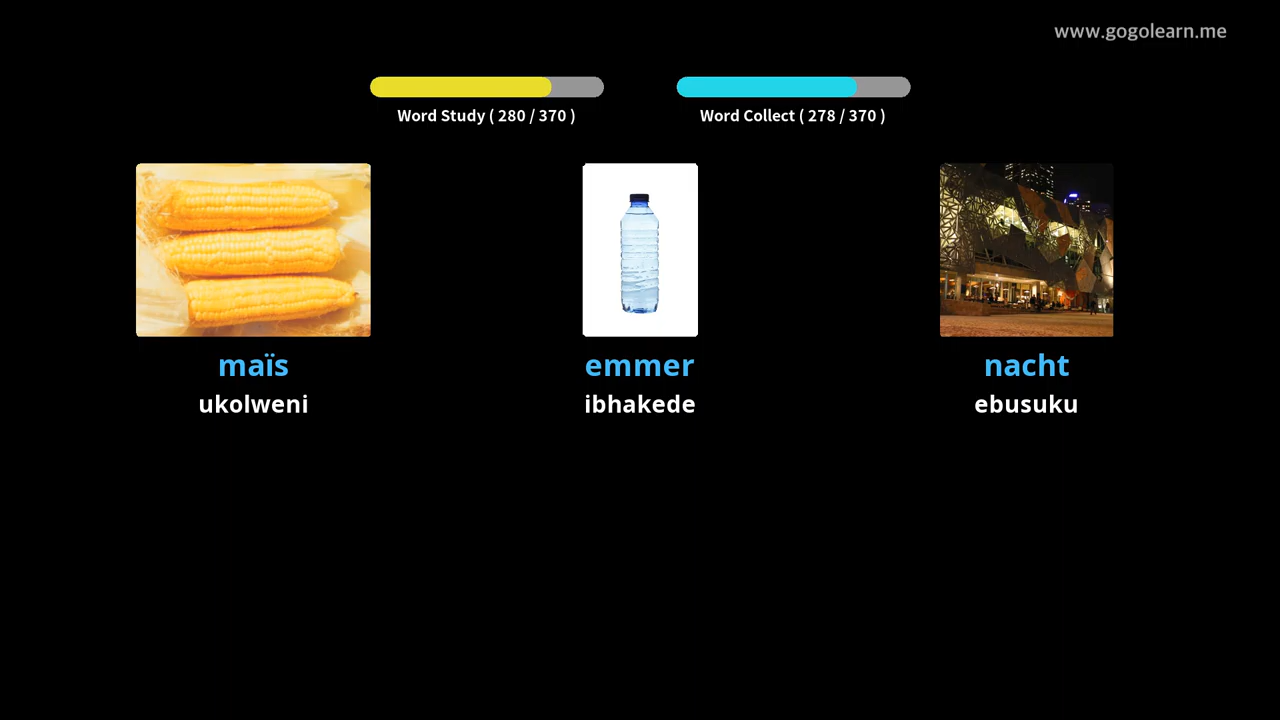 www.gogolearn.me
Word Study ( 280 / 370 )
Word Collect ( 278 / 370 )
maïs
emmer
nacht
ukolweni
ibhakede
ebusuku